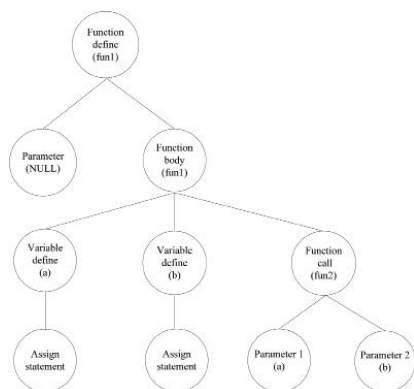 Function
define
(fun1)
Parameter
(NULL)
Function
body
(fun1)
Variable
define
(a)
Variable
define
(b)
Function
call
(fun2)
Assign
statement
Assign
statement
Parameter 1
(a)
Parameter 2
(b)